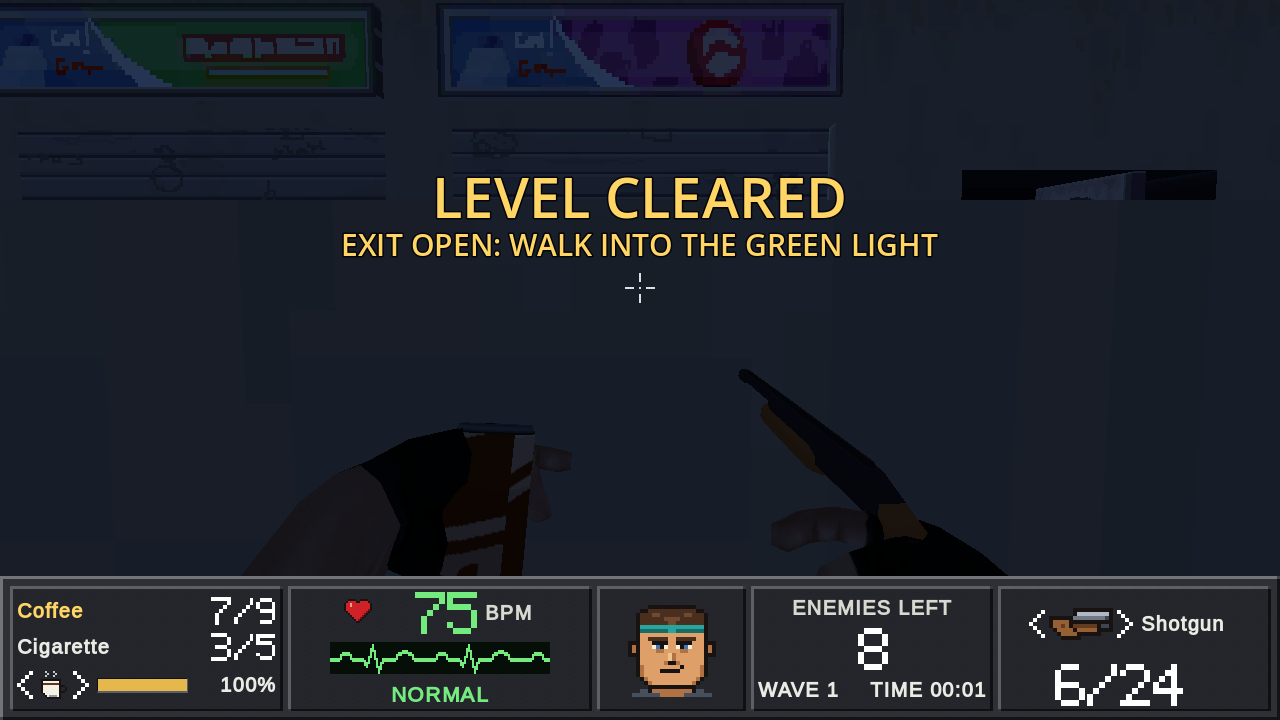 LEVEL CLEARED
EXIT OPEN: WALK INTO THE GREEN LIGHT
Coffee 7/9
Cigarette 3/5
100%
75 BPM
NORMAL
ENEMIES LEFT
8
WAVE 1 TIME 00:01
Shotgun
6/24